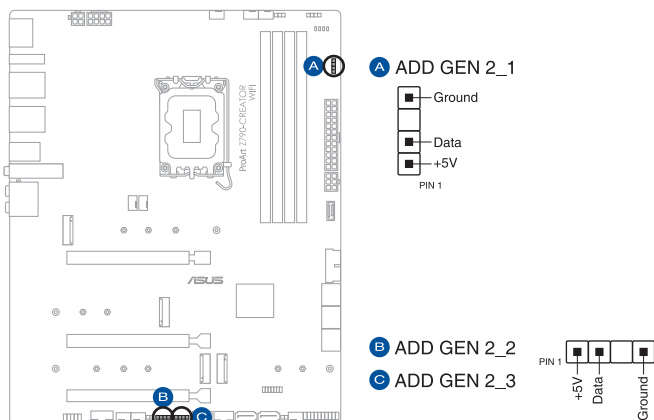 A
A ADD GEN 2_1
Ground
Data
+5V
PIN 1
ProArt Z790-CREATOR
WIFI
ASUS
B ADD GEN 2_2
C ADD GEN 2_3
PIN 1
+5V
Data
Ground
B
C